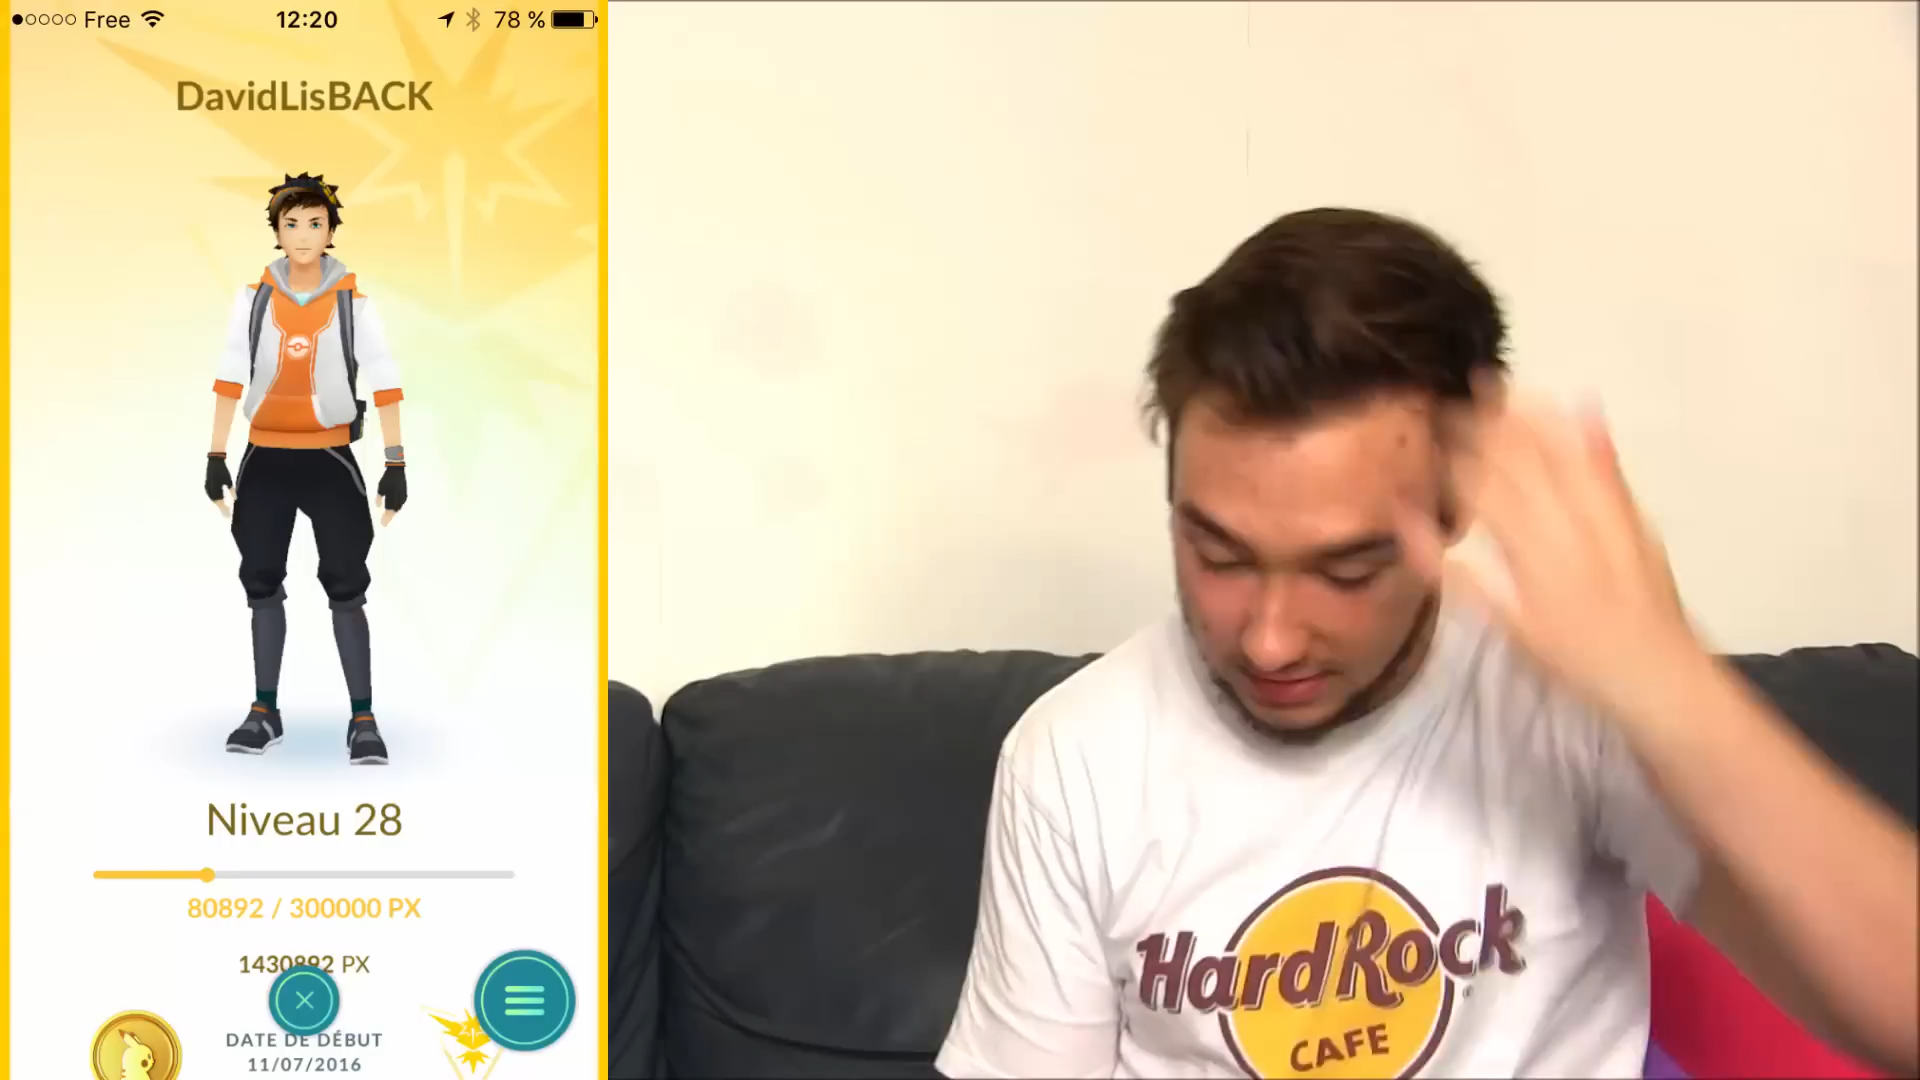 Free 12:20 78 %
DavidLisBACK
Niveau 28
80892 / 300000 PX
1430892 PX
DATE DE DÉBUT
11/07/2016
Hard Rock
CAFE